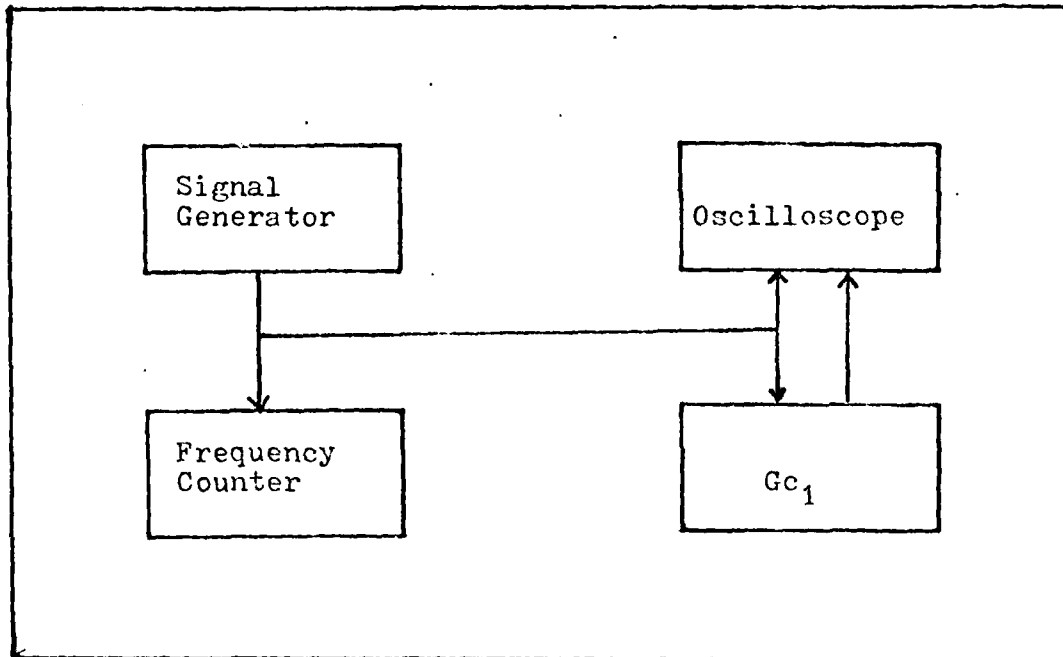 Signal
Generator
Oscilloscope
Frequency
Counter
Gc₁